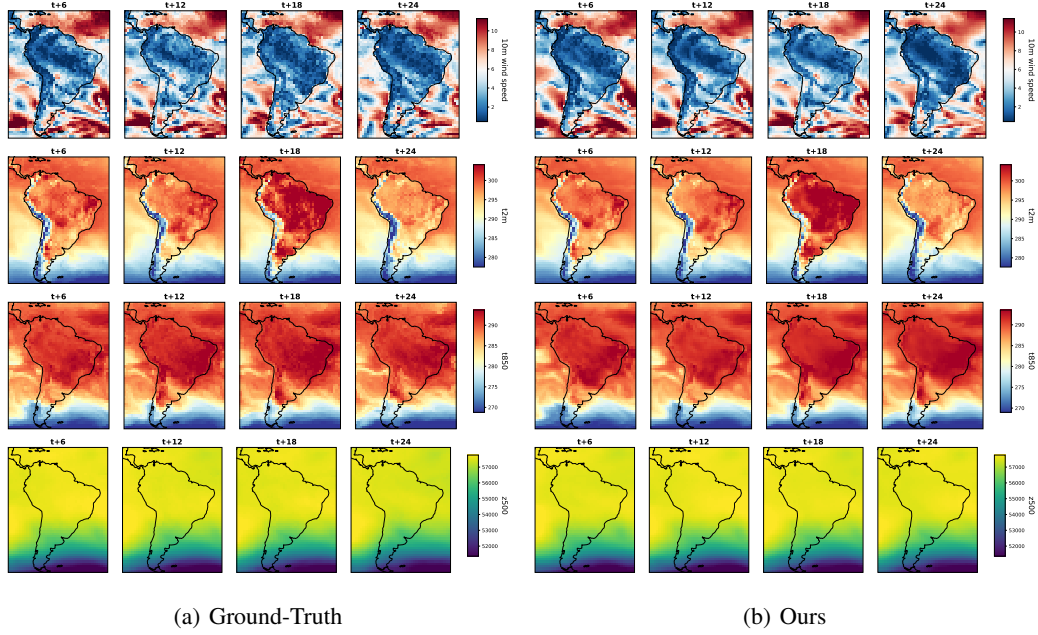 t+6 t+12 t+18 t+24 t+6 t+12 t+18 t+24
10 8 6 4 2 10m wind speed 10 8 6 4 2 10m wind speed
t+6 t+12 t+18 t+24 t+6 t+12 t+18 t+24
300 295 290 285 280 t2m 300 295 290 285 280 t2m
t+6 t+12 t+18 t+24 t+6 t+12 t+18 t+24
290 285 280 275 270 t850 290 285 280 275 270 t850
t+6 t+12 t+18 t+24 t+6 t+12 t+18 t+24
57000 56000 55000 54000 53000 52000 z500 57000 56000 55000 54000 53000 52000 z500
(a) Ground-Truth (b) Ours